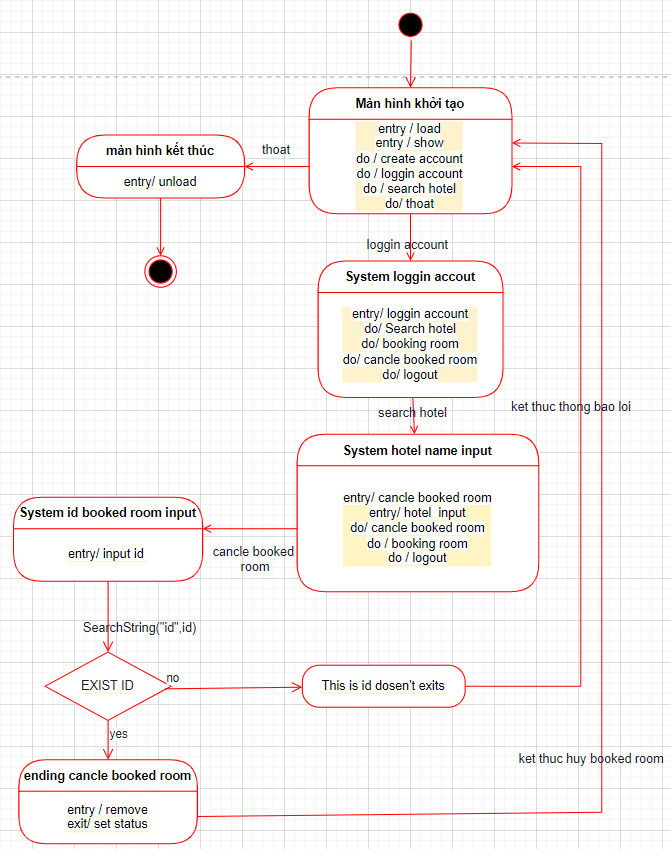 Màn hình khởi tạo
entry / load
entry / show
do / create account
do / loggin account
do / search hotel
do/ thoat
thoat
màn hình kết thúc
entry/ unload
loggin account
System loggin accout
entry/ loggin account
do/ Search hotel
do/ booking room
do/ cancle booked room
do/ logout
search hotel
ket thuc thong bao loi
System hotel name input
entry/ cancle booked room
entry/ hotel input
do/ cancle booked room
do / booking room
do / logout
cancle booked
room
System id booked room input
entry/ input id
SearchString("id",id)
EXIST ID
no
This is id dosen't exits
yes
ending cancle booked room
entry / remove
exit/ set status
ket thuc huy booked room